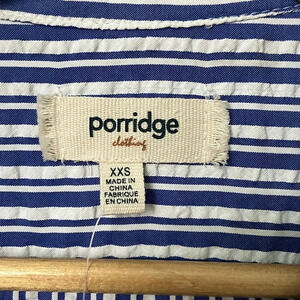 porridge
clothing
XXS
MADE IN
CHINA
FABRIQUE
EN CHINA